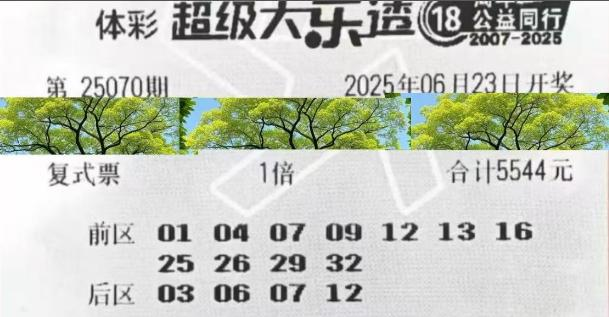 体彩 超级大乐透 18 公益同行
2007-2025
第 25070期 2025年06月23日开奖
复式票 1倍 合计5544元
前区 01 04 07 09 12 13 16
25 26 29 32
后区 03 06 07 12